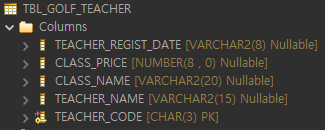 TBL_GOLF_TEACHER
Columns
TEACHER_REGIST_DATE [VARCHAR2(8) Nullable]
CLASS_PRICE [NUMBER(8 , 0) Nullable]
CLASS_NAME [VARCHAR2(20) Nullable]
TEACHER_NAME [VARCHAR2(15) Nullable]
TEACHER_CODE [CHAR(3) PK]